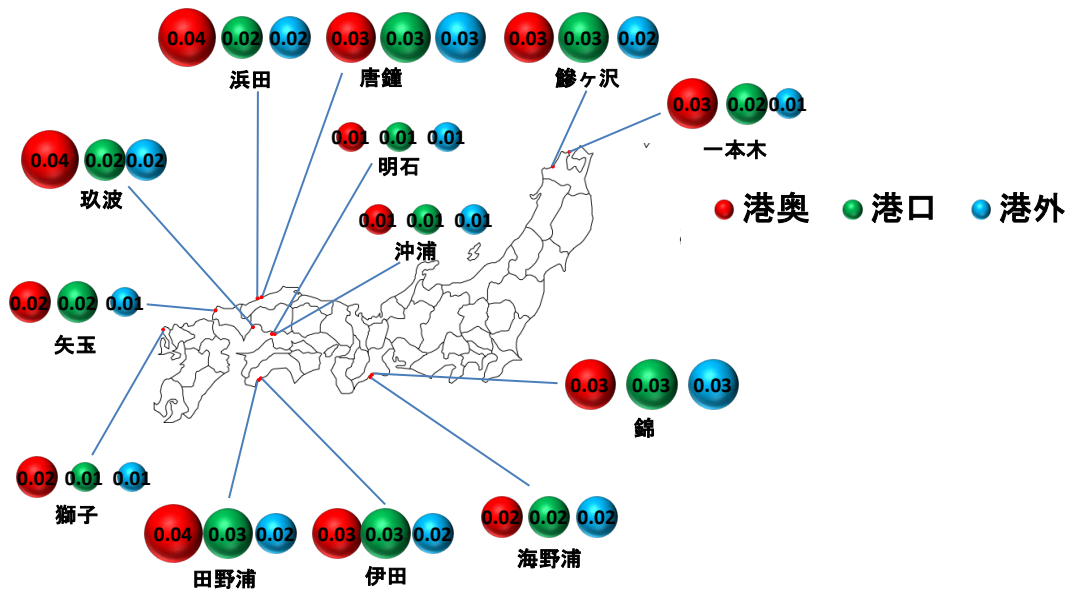 0.04 0.02 0.02
浜田
0.03 0.03 0.03
唐鐘
0.03 0.03 0.02
鰺ヶ沢
0.03 0.02 0.01
一本木
0.04 0.02 0.02
玖波
0.01 0.01 0.01
明石
0.01 0.01 0.01
沖浦
港奥 港口 港外
0.02 0.02 0.01
矢玉
0.03 0.03 0.03
錦
0.02 0.01 0.01
獅子
0.04 0.03 0.02
田野浦
0.03 0.03 0.02
伊田
0.02 0.02 0.02
海野浦